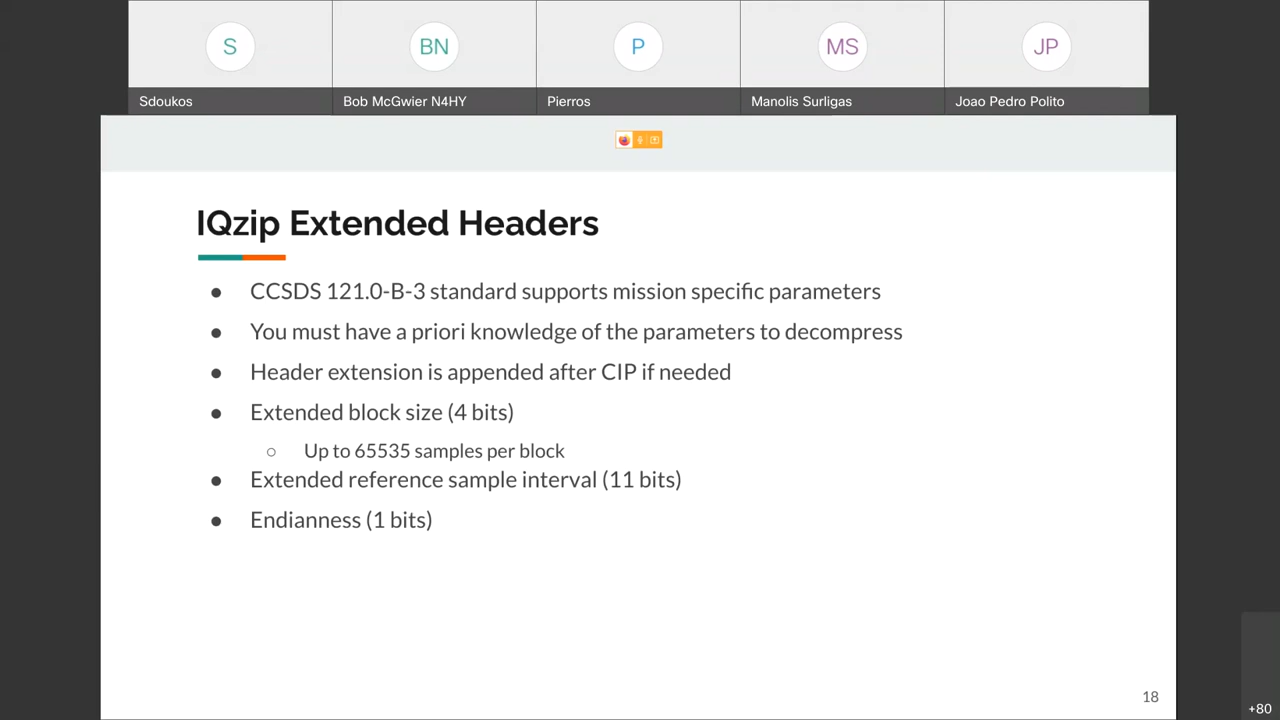 S
BN
P
MS
JP
Sdoukos
Bob McGwier N4HY
Pierros
Manolis Surligas
Joao Pedro Polito
IQzip Extended Headers
● CCSDS 121.0-B-3 standard supports mission specific parameters
● You must have a priori knowledge of the parameters to decompress
● Header extension is appended after CIP if needed
● Extended block size (4 bits)
○ Up to 65535 samples per block
● Extended reference sample interval (11 bits)
● Endianness (1 bits)
18
+80